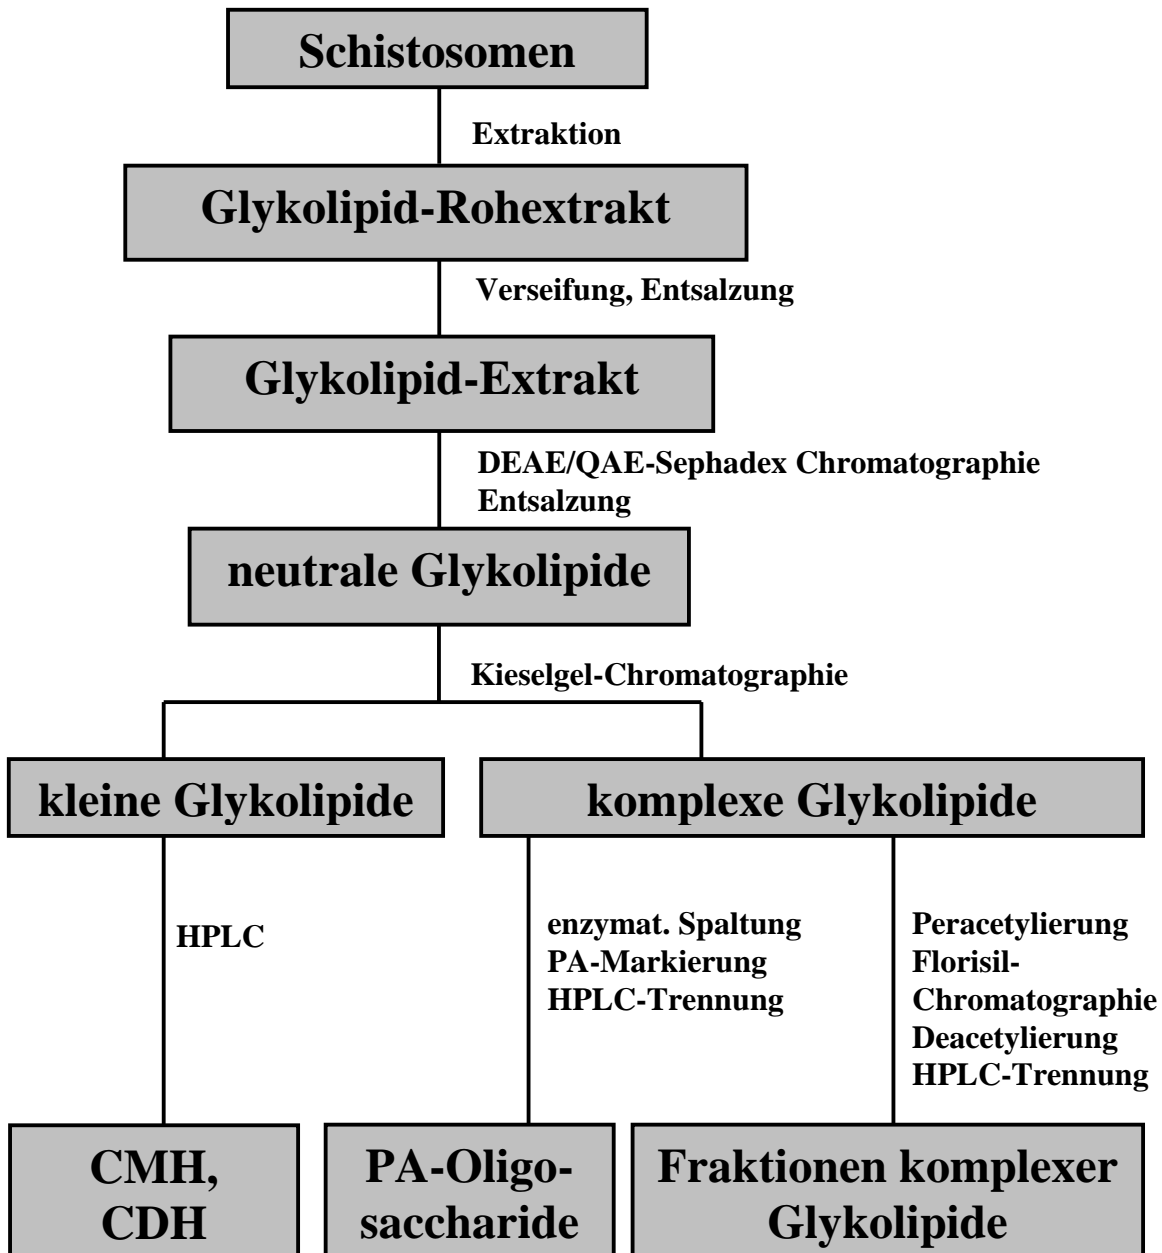 Schistosomen
Extraktion
Glykolipid-Rohextrakt
Verseifung, Entsalzung
Glykolipid-Extrakt
DEAE/QAE-Sephadex Chromatographie
Entsalzung
neutrale Glykolipide
Kieselgel-Chromatographie
kleine Glykolipide
komplexe Glykolipide
HPLC
enzymat. Spaltung
PA-Markierung
HPLC-Trennung
Peracetylierung
Florisil-
Chromatographie
Deacetylierung
HPLC-Trennung
CMH,
CDH
PA-Oligo-
saccharide
Fraktionen komplexer
Glykolipide